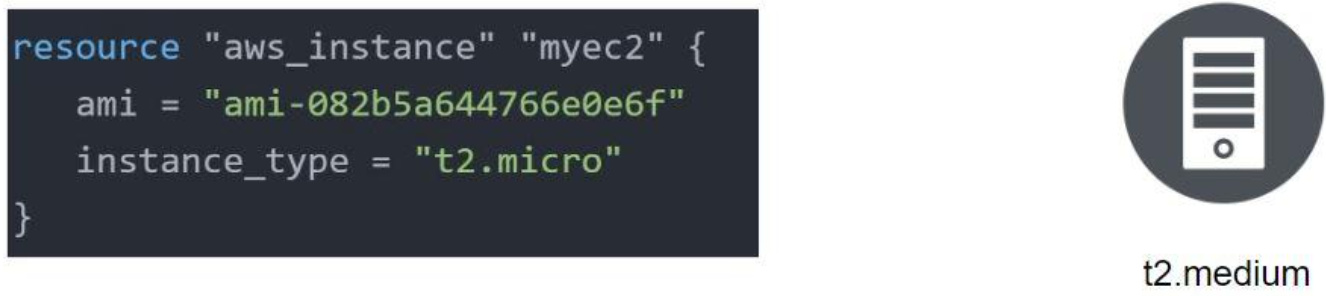 resource "aws_instance" "myec2" {
ami = "ami-082b5a644766e0e6f"
instance_type = "t2.micro"
}
t2.medium